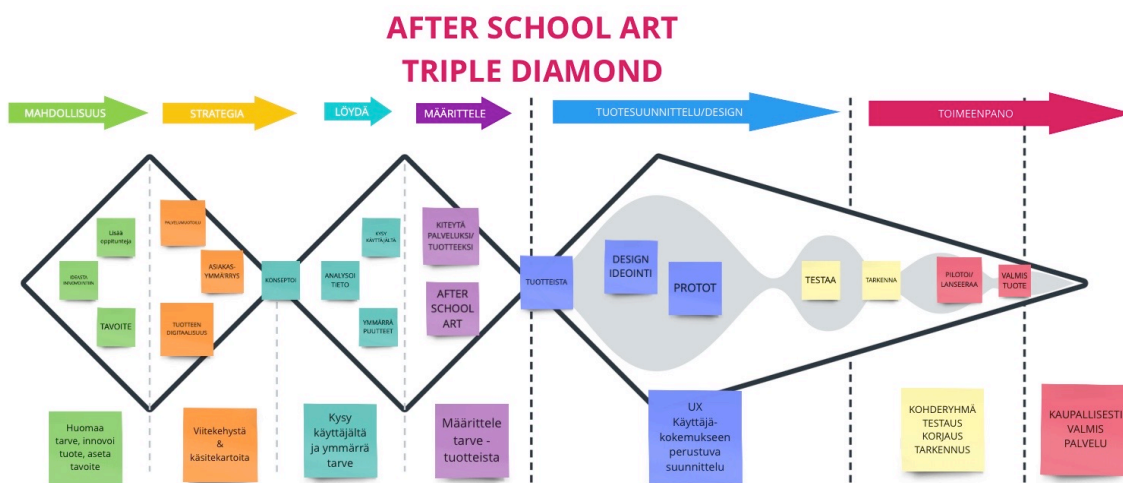 AFTER SCHOOL ART
TRIPLE DIAMOND
MAHDOLLISUUS
STRATEGIA
LÖYDÄ
MÄÄRITTELE
TUOTESUUNNITTELU/DESIGN
TOIMEENPANO
Lisää
oppitunteja
IDEASTA
TAVOITE
PALVELUMUOTOILU
ASIAKAS-
YMMÄRRYS
TUOTTEEN
DIGITAALISUUS
KONSEPTOI
KYSY
KÄYTTÄJÄLTÄ
ANALYSOI
TIETO
YMMÄRRÄ
PUUTTEET
KITEYTÄ
PALVELUKSI/
TUOTTEEKSI
AFTER
SCHOOL
ART
TUOTTEISTA
DESIGN
IDEOINTI
PROTOT
TESTAA
TARKENNA
PILOTOI/
LANSEERAA
VALMIS
TUOTE
Huomaa
tarve, innovoi
tuote, aseta
tavoite
Viitekehystä
&
käsitekartoita
Kysy
käyttäjältä
ja ymmärrä
tarve
Määrittele
tarve -
tuotteista
UX
Käyttäjä-
kokemukseen
perustuva
suunnittelu
KOHDERYHMÄ
TESTAUS
KORJAUS
TARKENNUS
KAUPALLISESTI
VALMIS
PALVELU